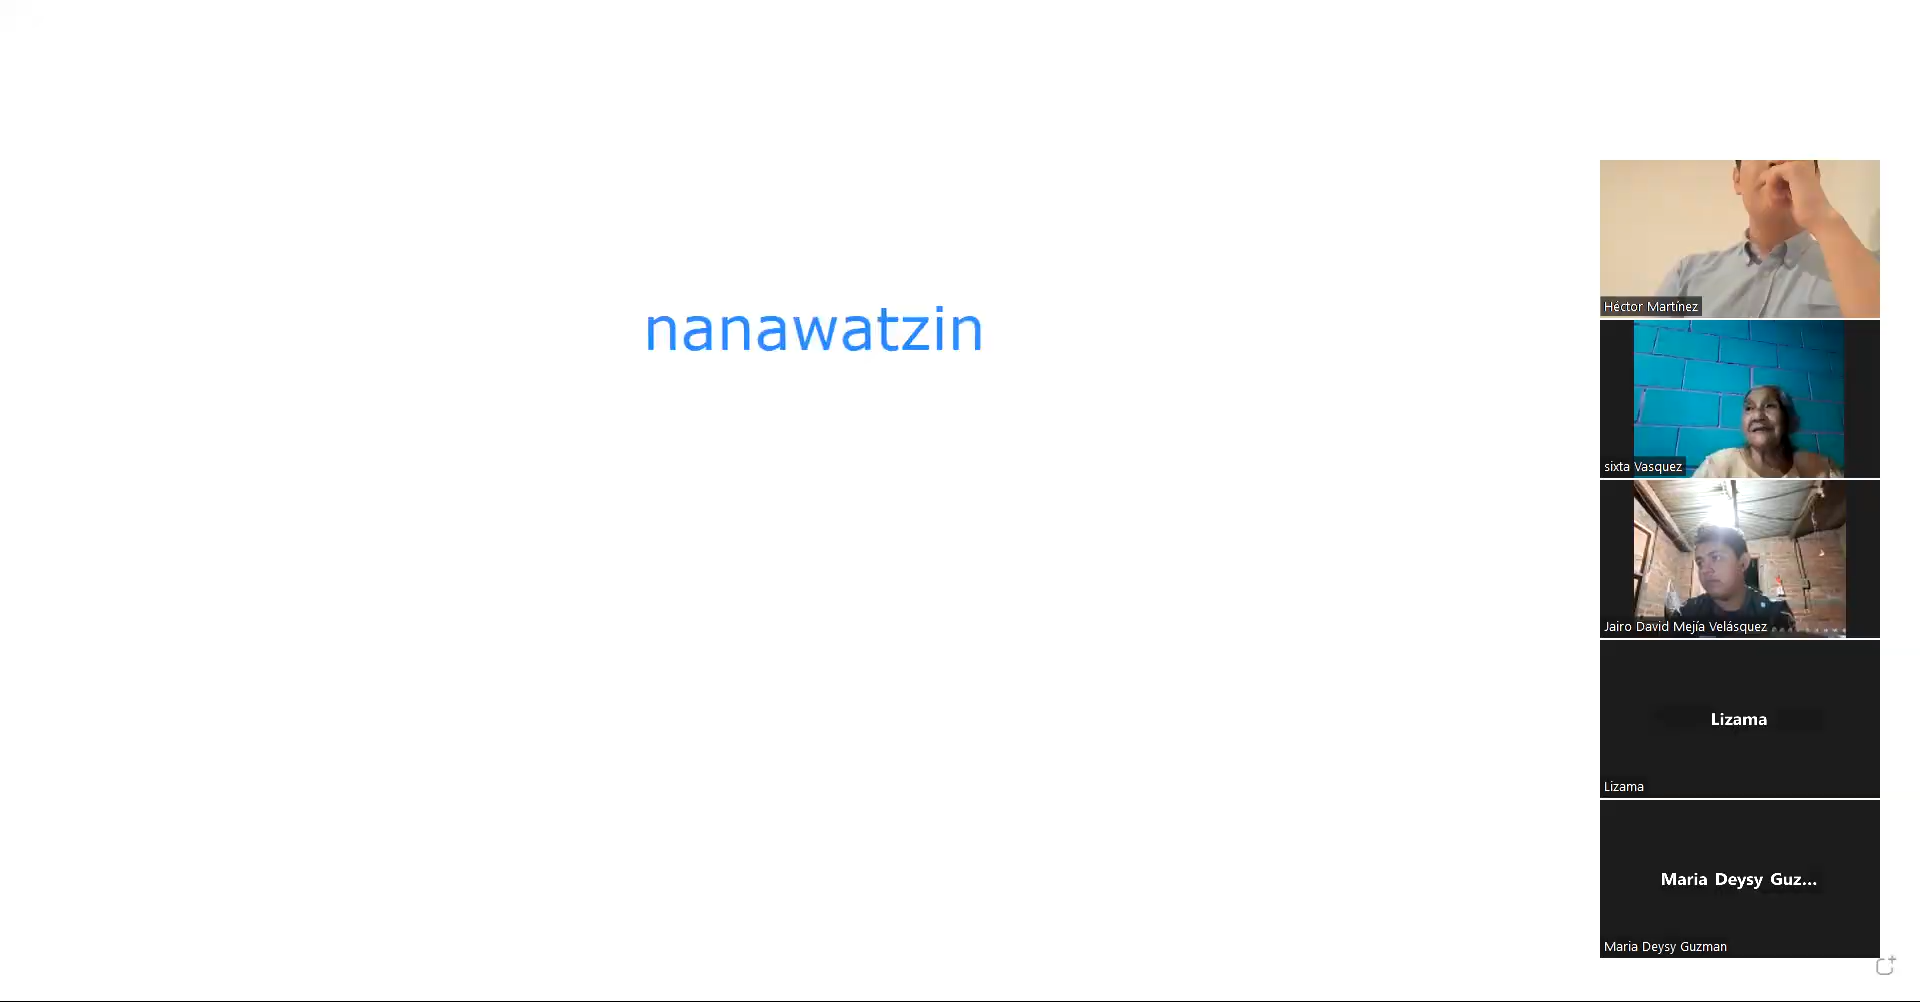 nanawatzin
Héctor Martínez
sixta Vasquez
Jairo David Mejía Velásquez
Lizama
Lizama
Maria Deysy Guz...
Maria Deysy Guzman